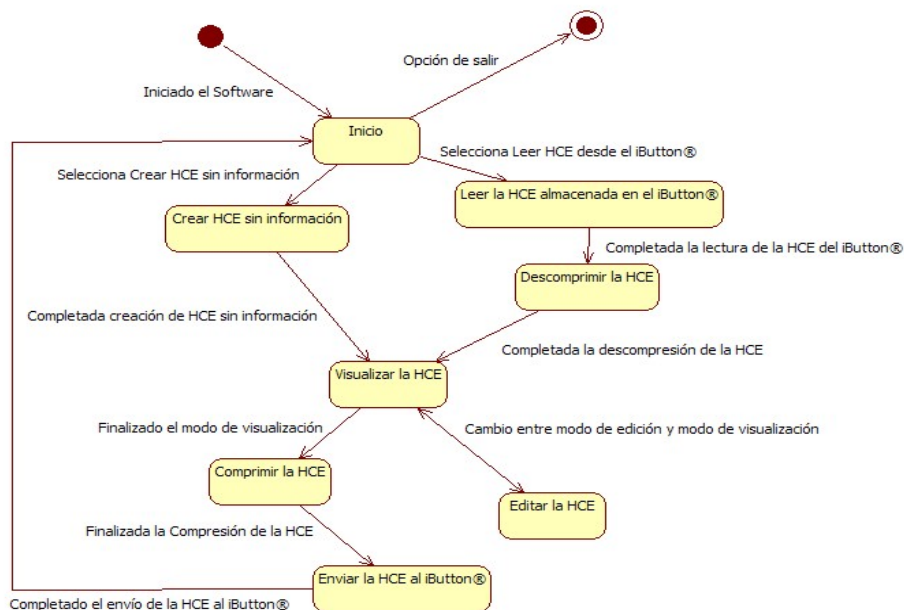 Opción de salir
Iniciado el Software
Inicio
Selecciona Leer HCE desde el iButton®
Selecciona Crear HCE sin información
Leer la HCE almacenada en el iButton®
Crear HCE sin información
Completada la lectura de la HCE del iButton®
Descomprimir la HCE
Completada creación de HCE sin información
Completada la descompresión de la HCE
Visualizar la HCE
Finalizado el modo de visualización
Cambio entre modo de edición y modo de visualización
Comprimir la HCE
Editar la HCE
Finalizada la Compresión de la HCE
Enviar la HCE al iButton®
Completado el envío de la HCE al iButton®